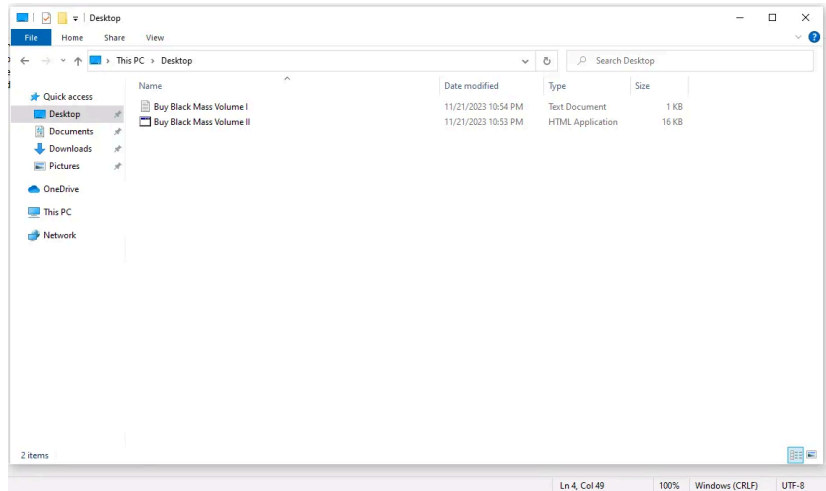 Desktop
File Home Share View
This PC > Desktop
Search Desktop
Name Date modified Type Size
Quick access
Desktop
Documents
Downloads
Pictures
OneDrive
This PC
Network
Buy Black Mass Volume I 11/21/2023 10:54 PM Text Document 1 KB
Buy Black Mass Volume II 11/21/2023 10:53 PM HTML Application 16 KB
2 items
Ln 4, Col 49 100% Windows (CRLF) UTF-8